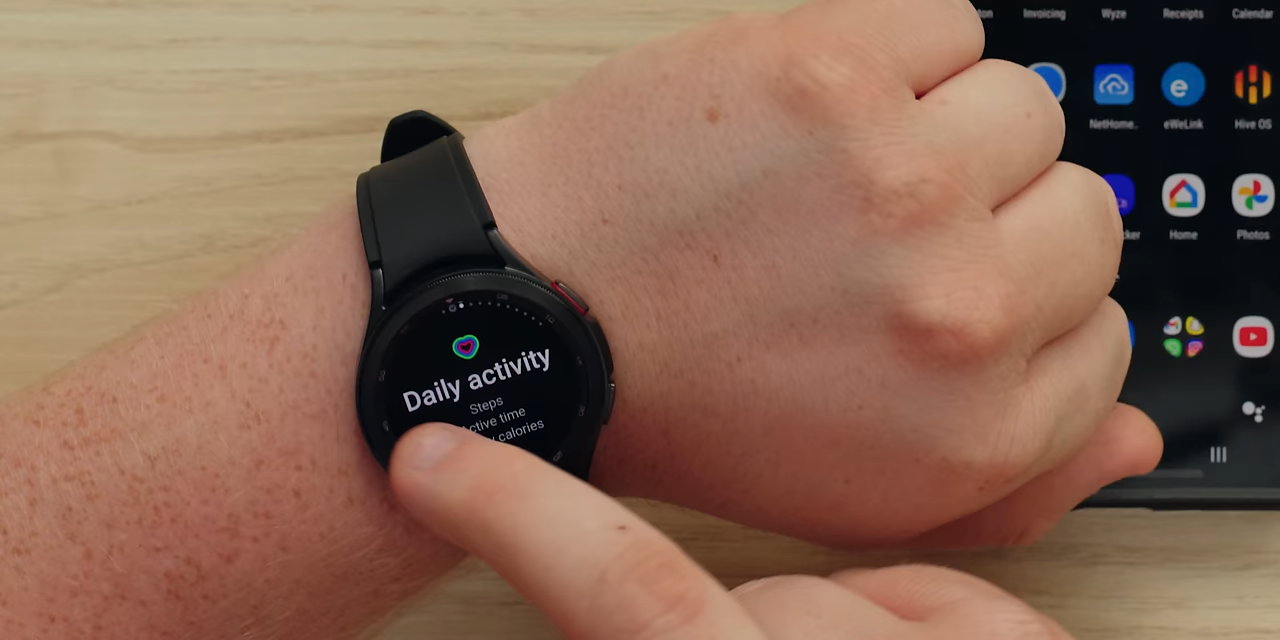 Invoicing
Wyze
Receipts
Calendar
NetHome..
eWeLink
Hive OS
Home
Photos
Daily activity
Steps
Active time
calories